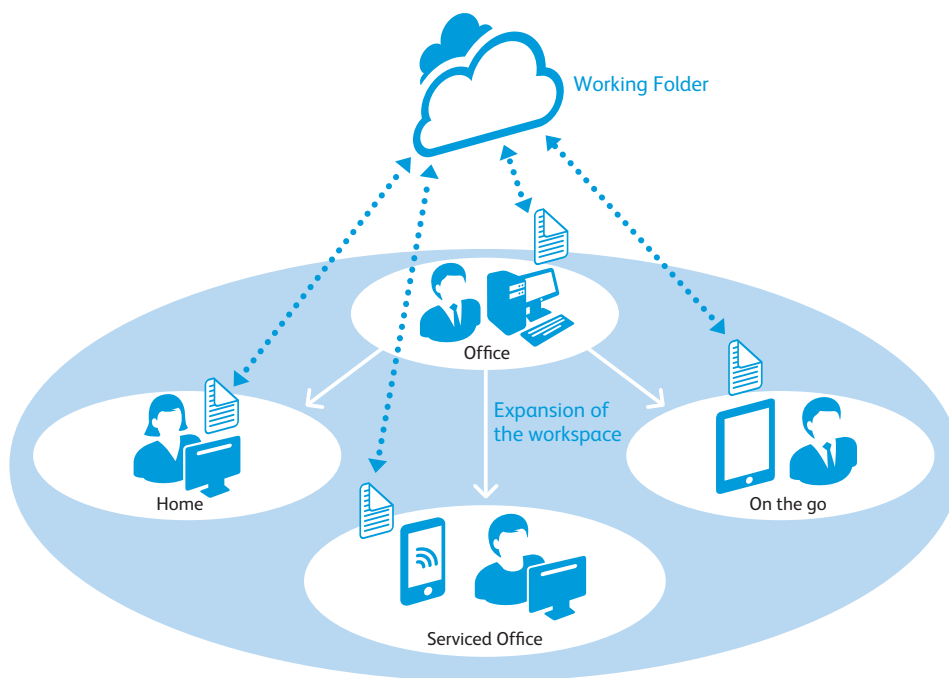 Working Folder
Office
Expansion of
the workspace
Home
On the go
Serviced Office